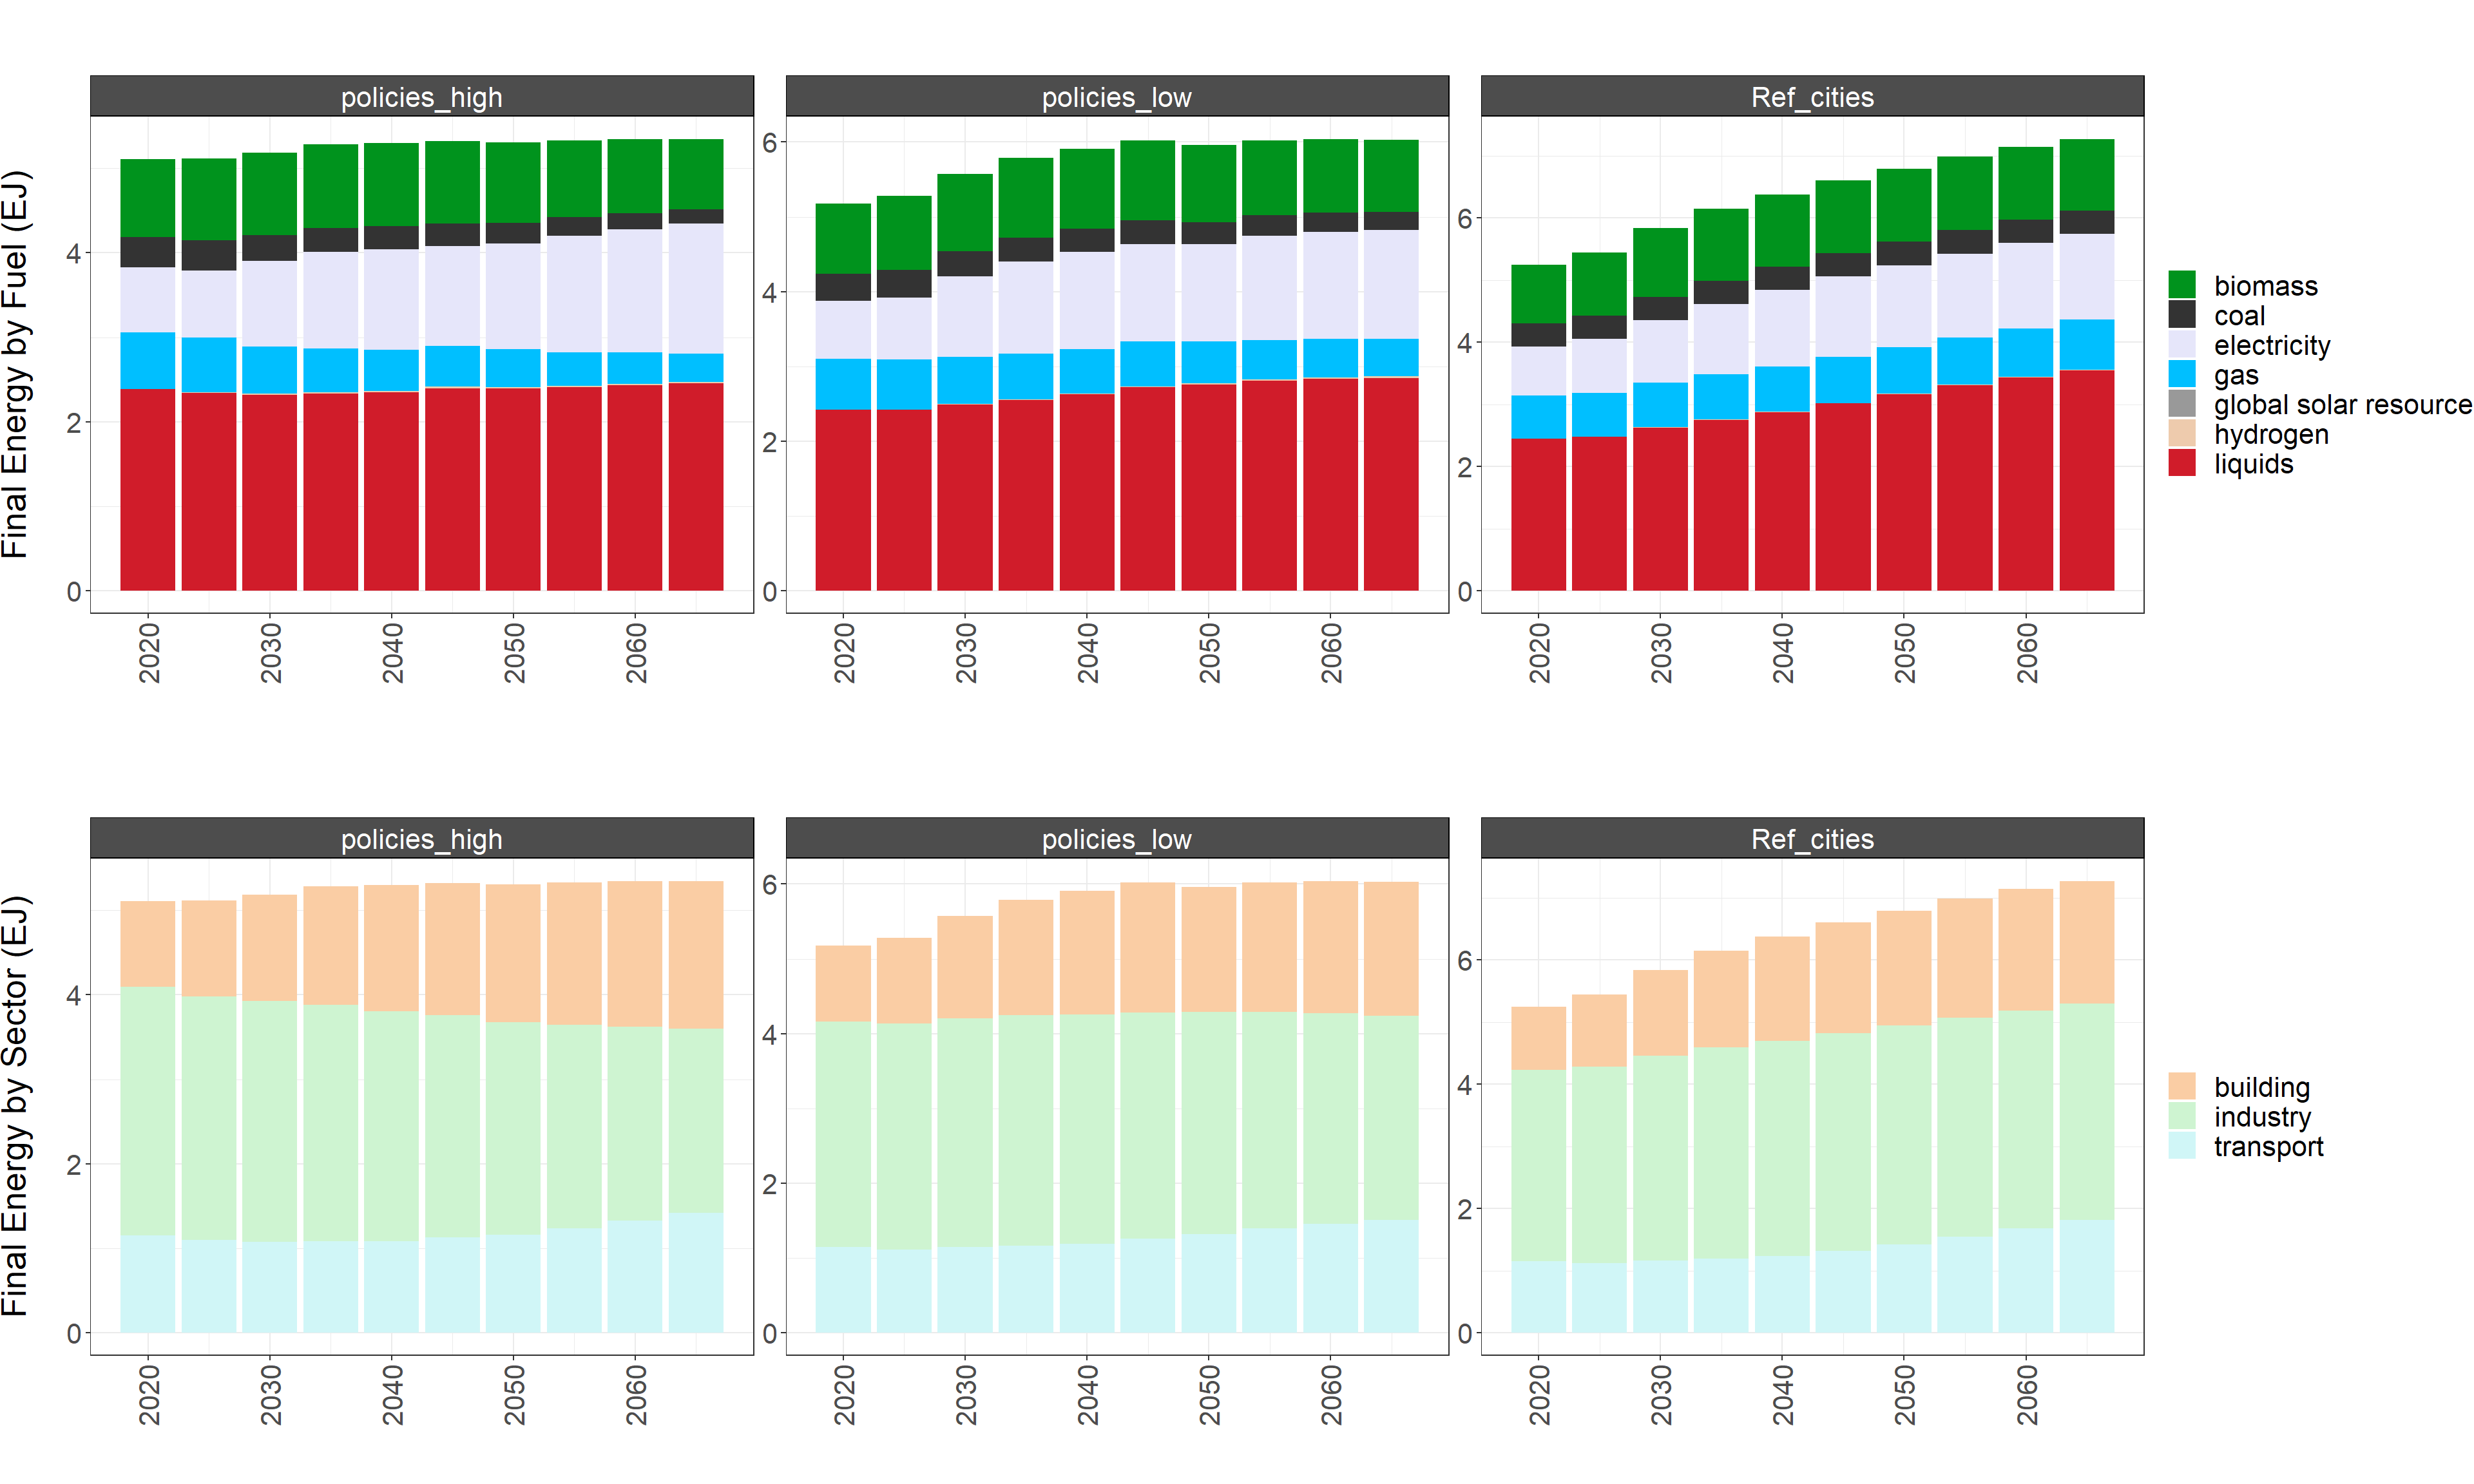 policies_high policies_low Ref_cities
Final Energy by Fuel (EJ)
4
2
0
6
4
2
0
6
4
2
0
2020 2030 2040 2050 2060
2020 2030 2040 2050 2060
2020 2030 2040 2050 2060
biomass
coal
electricity
gas
global solar resource
hydrogen
liquids
policies_high policies_low Ref_cities
Final Energy by Sector (EJ)
4
2
0
6
4
2
0
6
4
2
0
2020 2030 2040 2050 2060
2020 2030 2040 2050 2060
2020 2030 2040 2050 2060
building
industry
transport